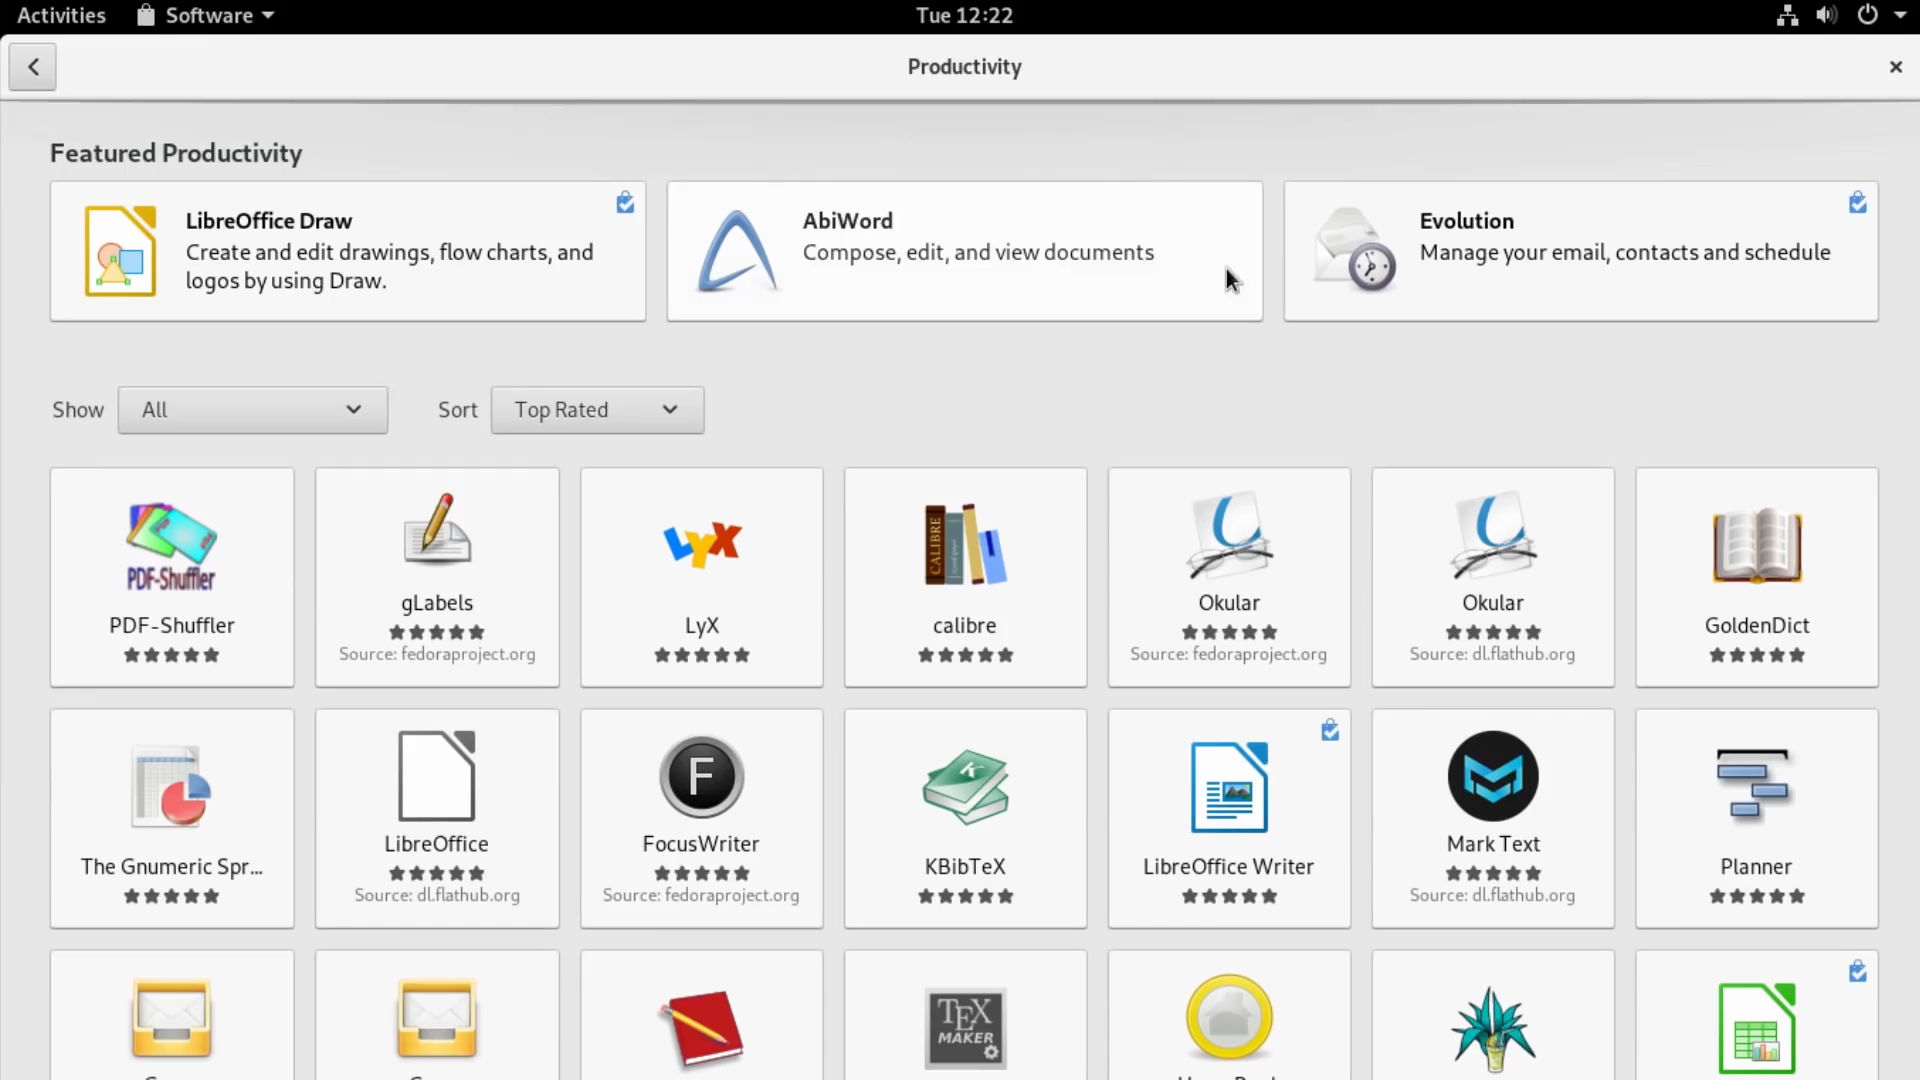 Activities
Software
Tue 12:22
Productivity
Featured Productivity
LibreOffice Draw
Create and edit drawings, flow charts, and
logos by using Draw.
AbiWord
Compose, edit, and view documents
Evolution
Manage your email, contacts and schedule
Show
All
Sort
Top Rated
PDF-Shuffler
PDF-Shuffler
gLabels
Source: fedoraproject.org
LyX
LyX
CALIBRE
calibre
Okular
Source: fedoraproject.org
Okular
Source: dl.flathub.org
GoldenDict
The Gnumeric Spr...
LibreOffice
Source: dl.flathub.org
F
FocusWriter
Source: fedoraproject.org
K
KBibTeX
LibreOffice Writer
Mark Text
Source: dl.flathub.org
Planner
TEX
MAKER